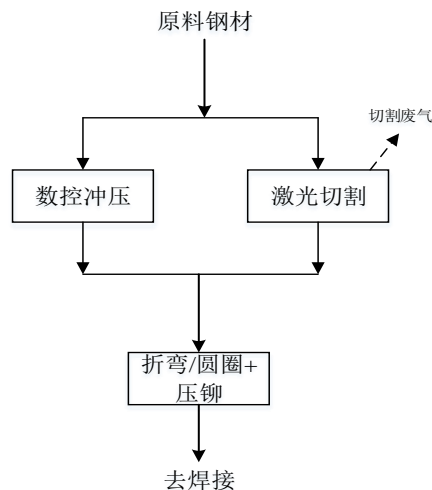 原料钢材
切割废气
数控冲压
激光切割
折弯/圆圈+
压铆
去焊接